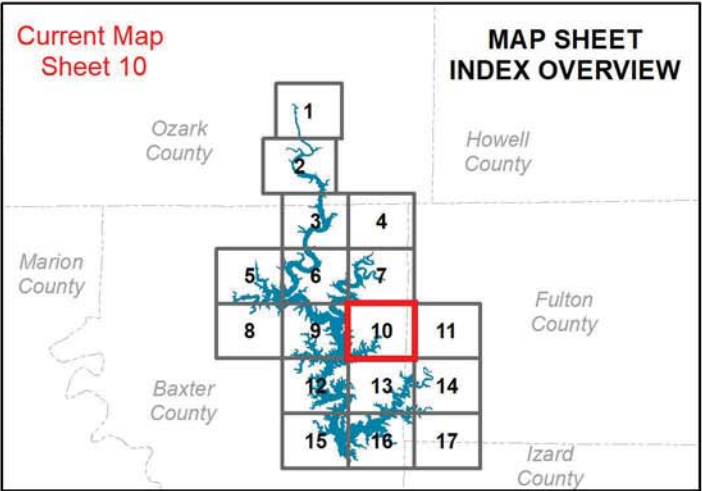 Current Map
Sheet 10
MAP SHEET
INDEX OVERVIEW
1
Ozark
County
Howell
County
2
3 4
Marion
County
5 6 7
Fulton
County
8 9 10 11
Baxter
County
12 13 14
15 16 17
Izard
County